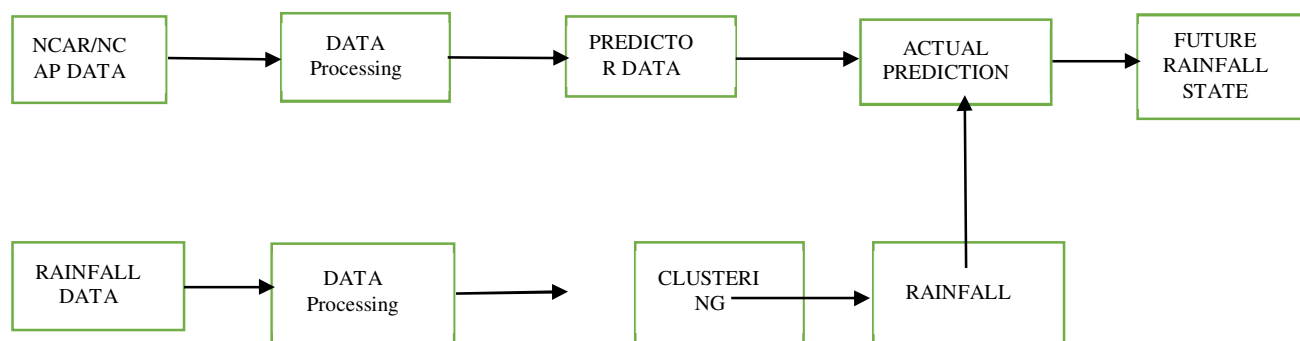 NCAR/NC
AP DATA
DATA
Processing
PREDICTO
R DATA
ACTUAL
PREDICTION
FUTURE
RAINFALL
STATE
RAINFALL
DATA
DATA
Processing
CLUSTERI
NG
RAINFALL